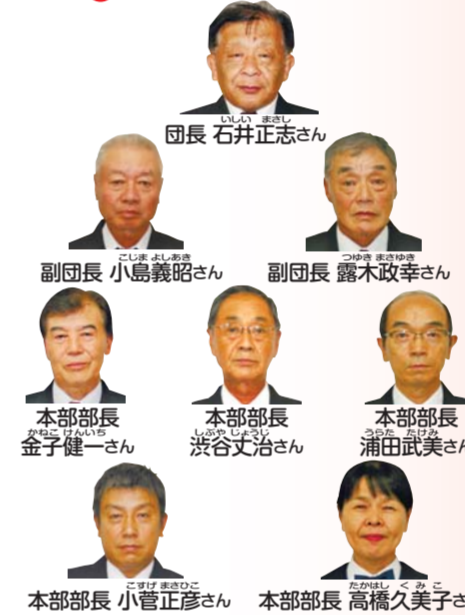 いしい まさし
団長 石井正志さん
こじま よしあき
副団長 小島義昭さん
つゆき まさゆき
副団長 露木政幸さん
本部部長
かねこ けんいち
金子健一さん
本部部長
しぶや じょうじ
渋谷丈治さん
本部部長
うらた たけみ
浦田武美さん
こすげ まさひこ
本部部長 小菅正彦さん
たかはし くみこ
本部部長 高橋久美子さ